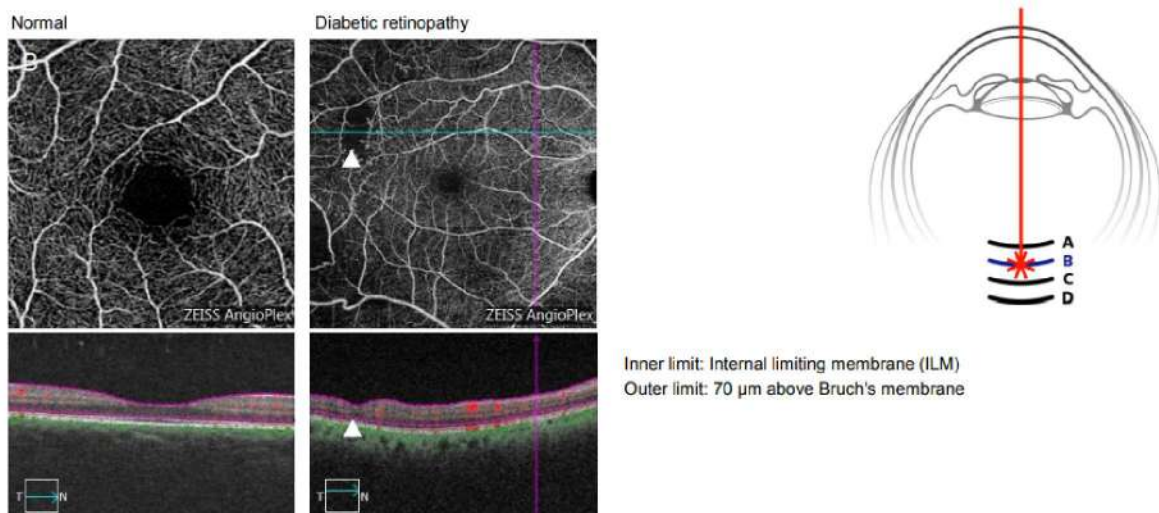 Normal
Diabetic retinopathy
B
ZEISS AngioPlex
ZEISS AngioPlex
T N
T N
A
B
C
D
Inner limit: Internal limiting membrane (ILM)
Outer limit: 70 µm above Bruch's membrane